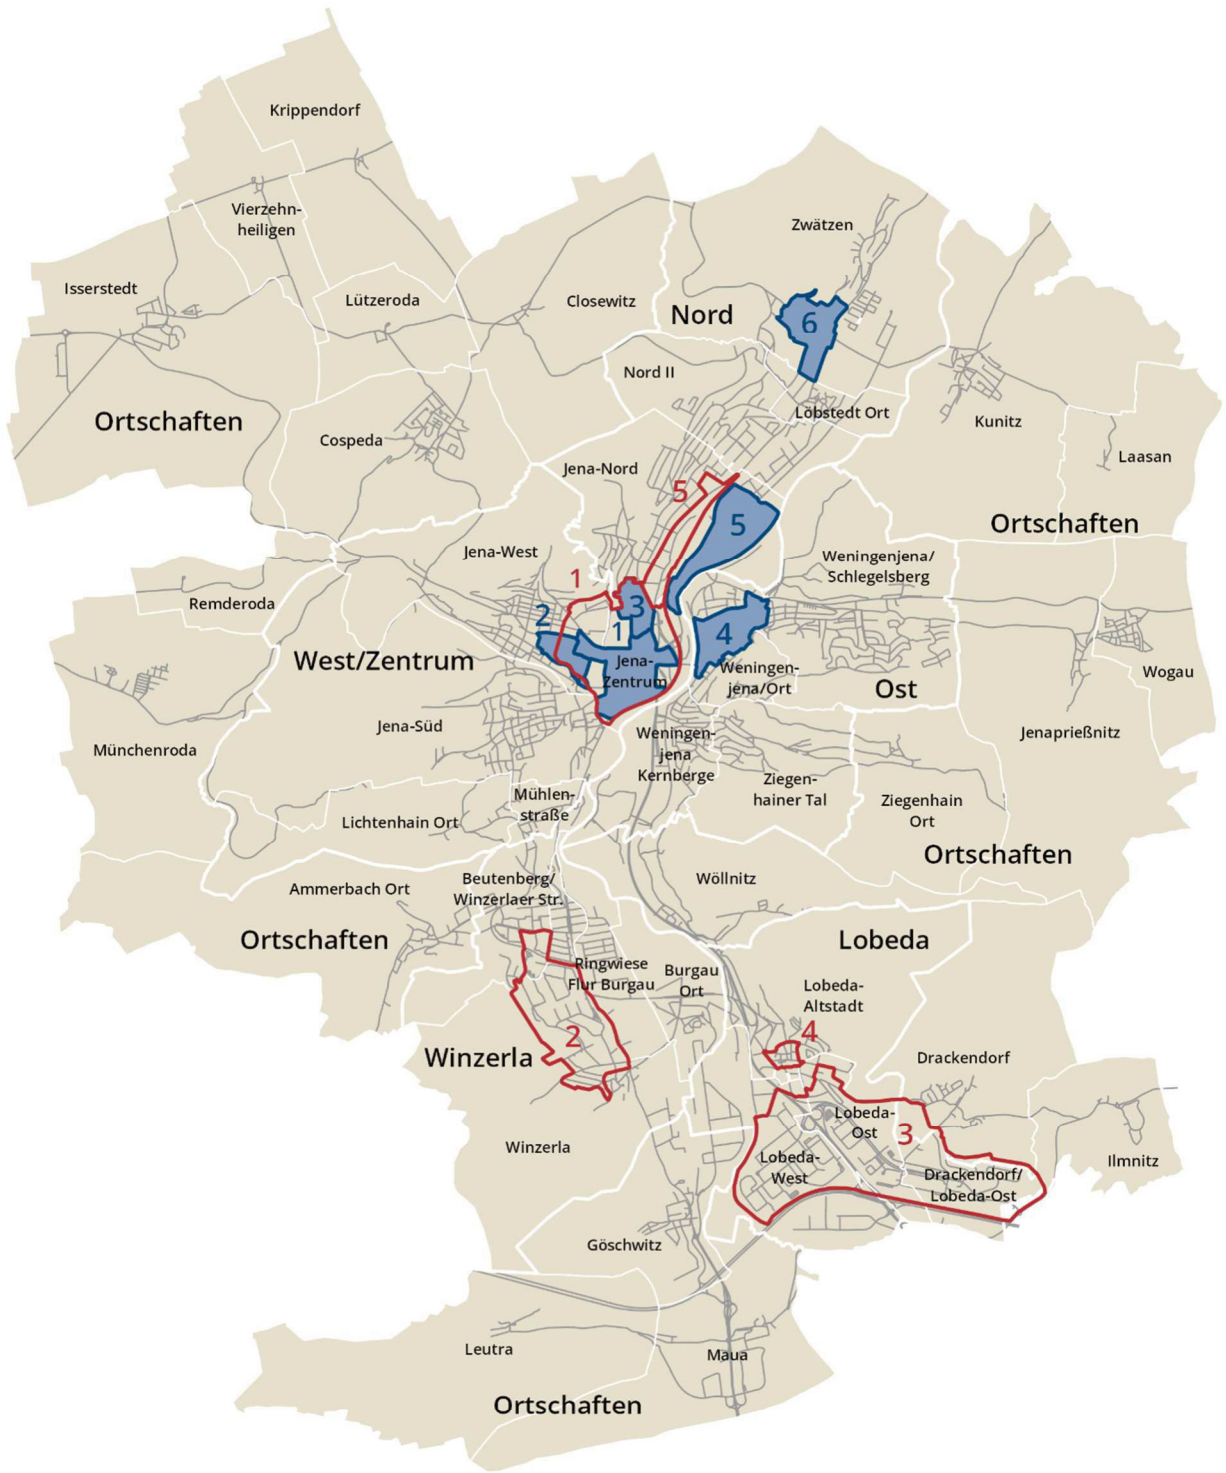 Krippendorf
Vierzehn-
heiligen
Zwätzen
Isserstedt
Lützeroda
Closewitz
Nord
6
Nord II
Löbstedt Ort
Ortschaften
Kunitz
Cospeda
Laasan
Jena-Nord
5
5
Ortschaften
Jena-West
Weningenjena/
Schlegelsberg
1
Remderoda
2
3
1
4
West/Zentrum
Jena-
Zentrum
Weningen-
jena/Ort
Wogau
Ost
Jena-Süd
Münchenroda
Weningen-
jena
Kernberge
Jenaprießnitz
Ziegen-
hainer Tal
Mühlen-
straße
Ziegenhain
Ort
Lichtenhain Ort
Ortschaften
Ammerbach Ort
Beutenberg/
Winzerlaer Str.
Wöllnitz
Ortschaften
Lobeda
Ringwiese
Flur Burgau
Burgau
Ort
Lobeda-
Altstadt
2
4
Winzerla
Drackendorf
Lobeda-
Ost
3
Winzerla
Lobeda-
West
Drackendorf/
Lobeda-Ost
Ilmnitz
Göschwitz
Leutra
Maua
Ortschaften